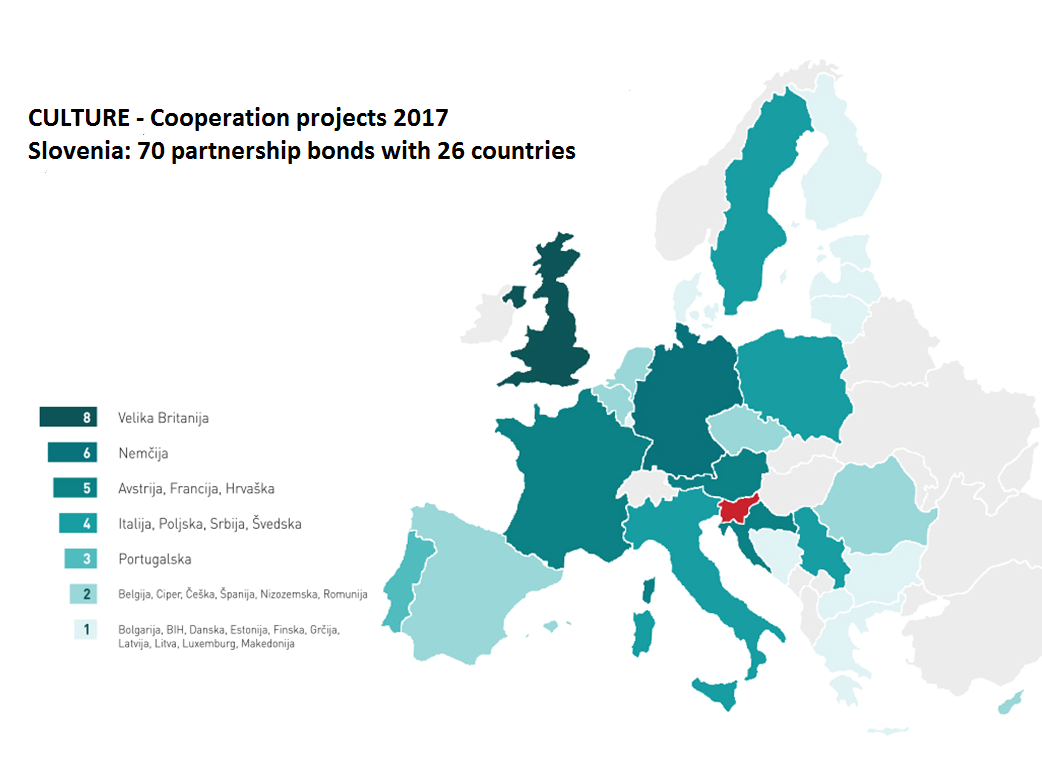 CULTURE - Cooperation projects 2017
Slovenia: 70 partnership bonds with 26 countries
8 Velika Britanija
6 Nemčija
5 Avstrija, Francija, Hrvaška
4 Italija, Poljska, Srbija, Švedska
3 Portugalska
2 Belgija, Ciper, Češka, Španija, Nizozemska, Romunija
1 Bolgarija, BIH, Danska, Estonija, Finska, Grčija,
Latvija, Litva, Luxemburg, Makedonija